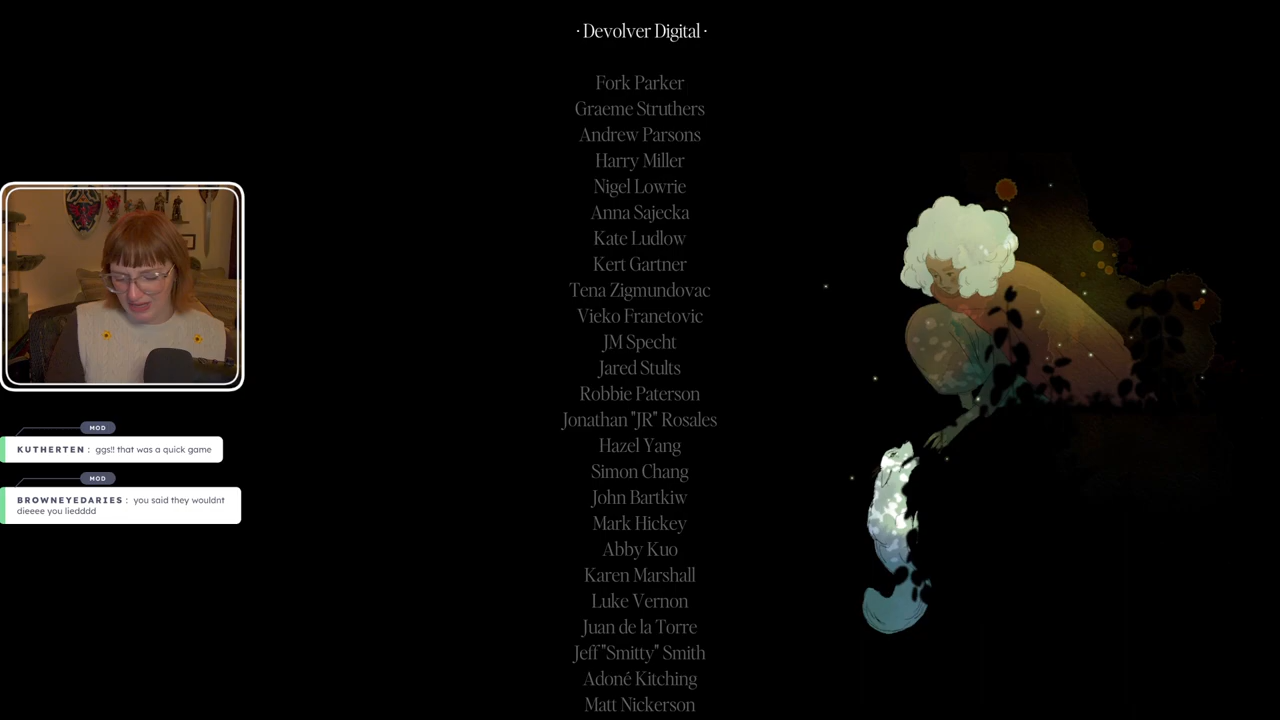 · Devolver Digital ·
Fork Parker
Graeme Struthers
Andrew Parsons
Harry Miller
Nigel Lowrie
Anna Sajecka
Kate Ludlow
Kert Gartner
Tena Zigmundovac
Vieko Franetovic
JM Specht
Jared Stults
Robbie Paterson
Jonathan "JR" Rosales
Hazel Yang
Simon Chang
John Bartkiw
Mark Hickey
Abby Kuo
Karen Marshall
Luke Vernon
Juan de la Torre
Jeff "Smitty" Smith
Adoné Kitching
Matt Nickerson
MOD
KUTHERTEN : ggs!! that was a quick game
MOD
BROWNEYEDARIES : you said they wouldnt
dieeee you liedddd